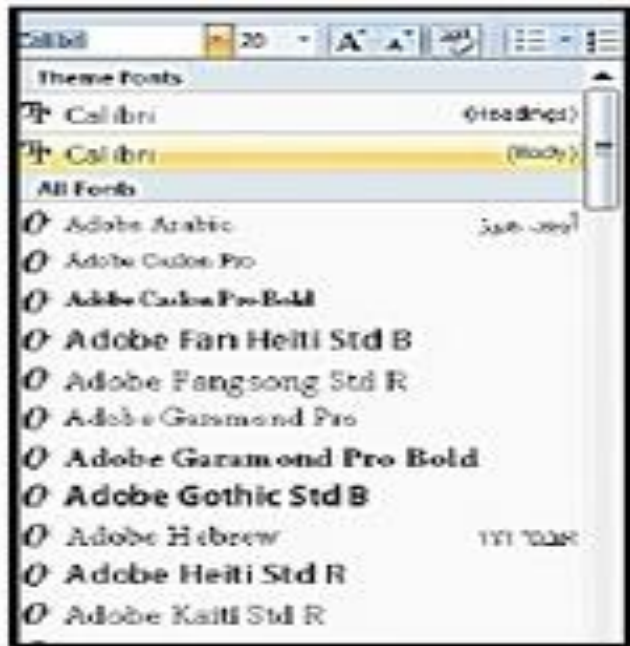 Calibri 20
Theme Fonts
Calibri (Headings)
Calibri (Body)
All Fonts
Adobe Arabic
Adobe Caslon Pro
Adobe Caslon Pro Bold
Adobe Fan Heiti Std B
Adobe Fangsong Std R
Adobe Garamond Pro
Adobe Garamond Pro Bold
Adobe Gothic Std B
Adobe Hebrew
Adobe Heiti Std R
Adobe Kaiti Std R